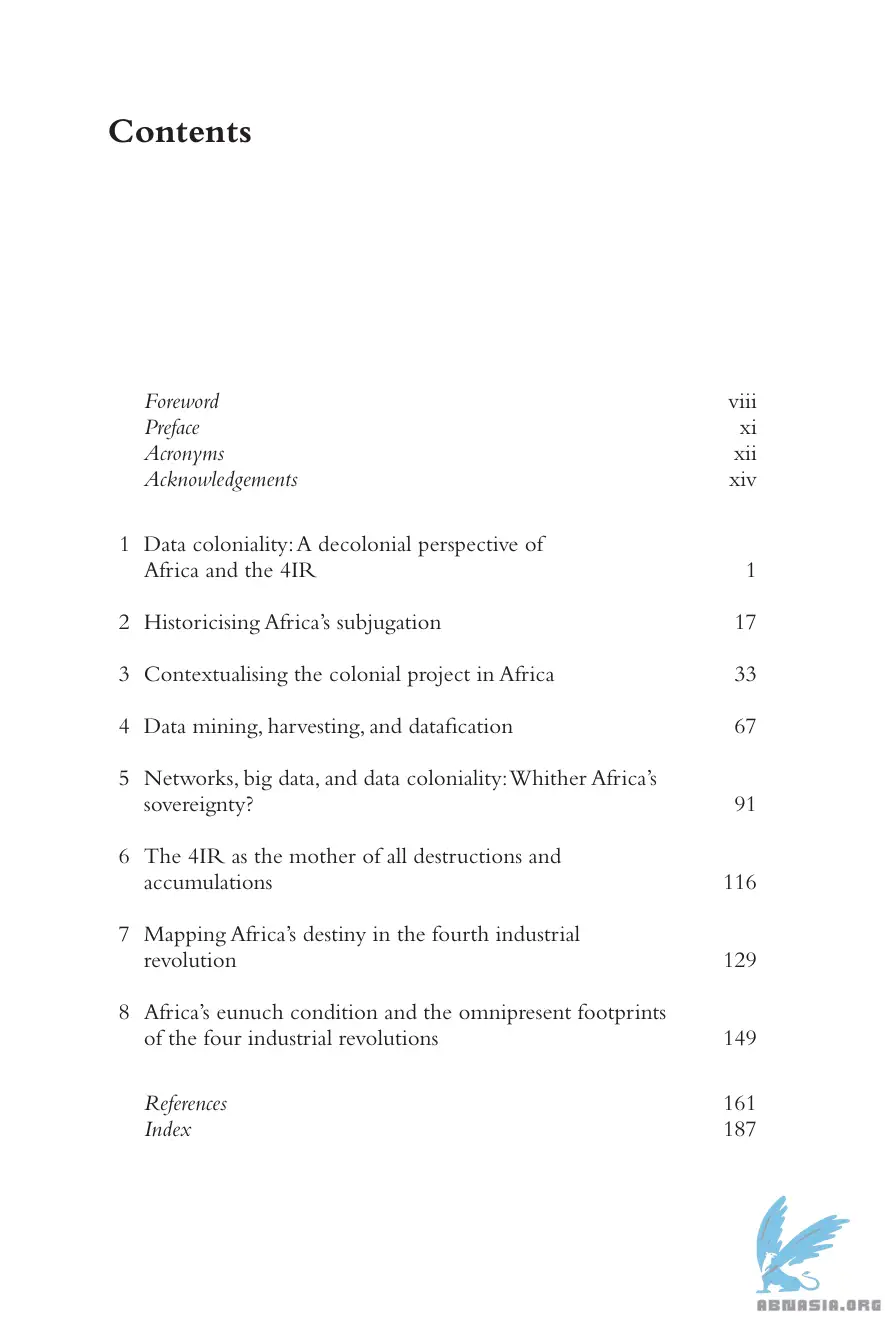 Contents
Foreword viii
Preface xi
Acronyms xii
Acknowledgements xiv
1 Data coloniality: A decolonial perspective of
Africa and the 4IR 1
2 Historicising Africa’s subjugation 17
3 Contextualising the colonial project in Africa 33
4 Data mining, harvesting, and datafication 67
5 Networks, big data, and data coloniality: Whither Africa’s
sovereignty? 91
6 The 4IR as the mother of all destructions and
accumulations 116
7 Mapping Africa’s destiny in the fourth industrial
revolution 129
8 Africa’s eunuch condition and the omnipresent footprints
of the four industrial revolutions 149
References 161
Index 187
ABNASIA.ORG